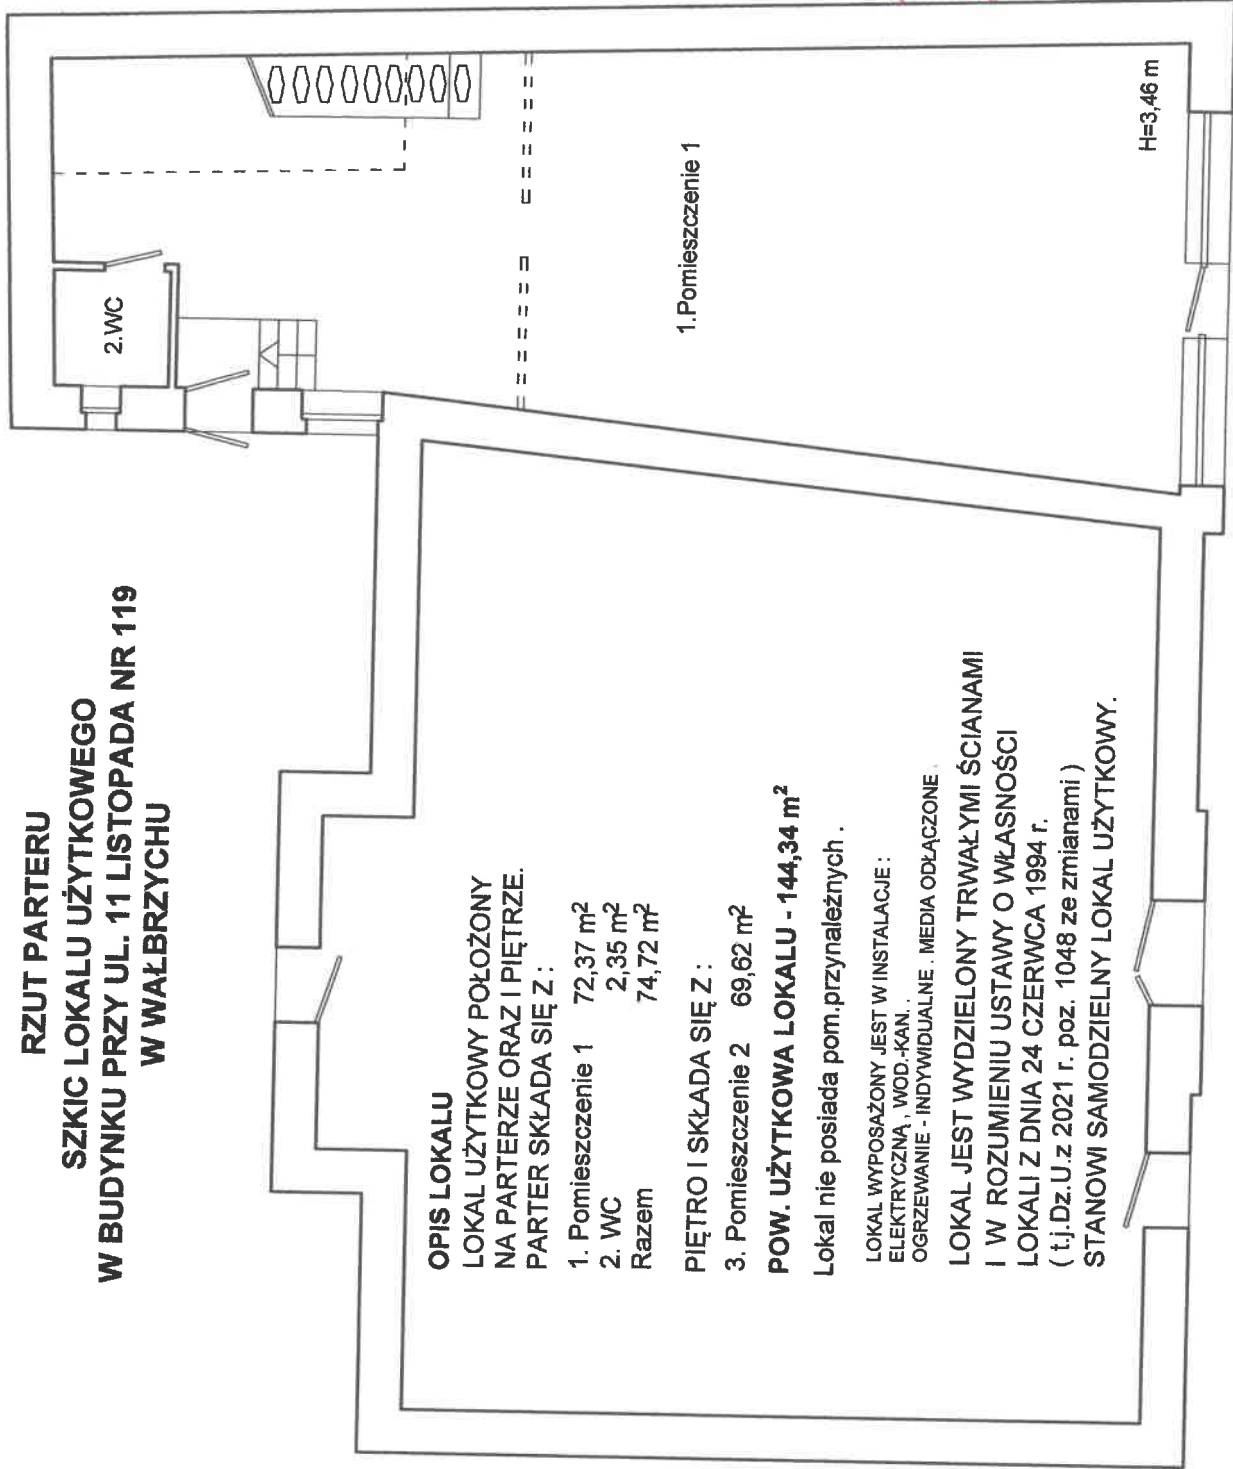 RZUT PARTERU
SZKIC LOKALU UŻYTKOWEGO
W BUDYNKU PRZY UL. 11 LISTOPADA NR 119
W WAŁBRZYCHU
OPIS LOKALU
LOKAL UŻYTKOWY POŁOŻONY
NA PARTERZE ORAZ I PIĘTRZE.
PARTER SKŁADA SIĘ Z :
1. Pomieszczenie 1 72,37 m²
2. WC 2,35 m²
Razem 74,72 m²
PIĘTRO I SKŁADA SIĘ Z :
3. Pomieszczenie 2 69,62 m²
POW. UŻYTKOWA LOKALU - 144,34 m²
Lokal nie posiada pom.przynależnych .
LOKAL WYPOSAŻONY JEST W INSTALACJE :
ELEKTRYCZNĄ , WOD.-KAN. .
OGRZEWANIE - INDYWIDUALNE . MEDIA ODŁĄCZONE .
LOKAL JEST WYDZIELONY TRWAŁYMI ŚCIANAMI
I W ROZUMIENIU USTAWY O WŁASNOŚCI
LOKALI Z DNIA 24 CZERWCA 1994 r.
( t.j.Dz.U.z 2021 r. poz. 1048 ze zmianami )
STANOWI SAMODZIELNY LOKAL UŻYTKOWY.
2.WC
1.Pomieszczenie 1
H=3,46 m